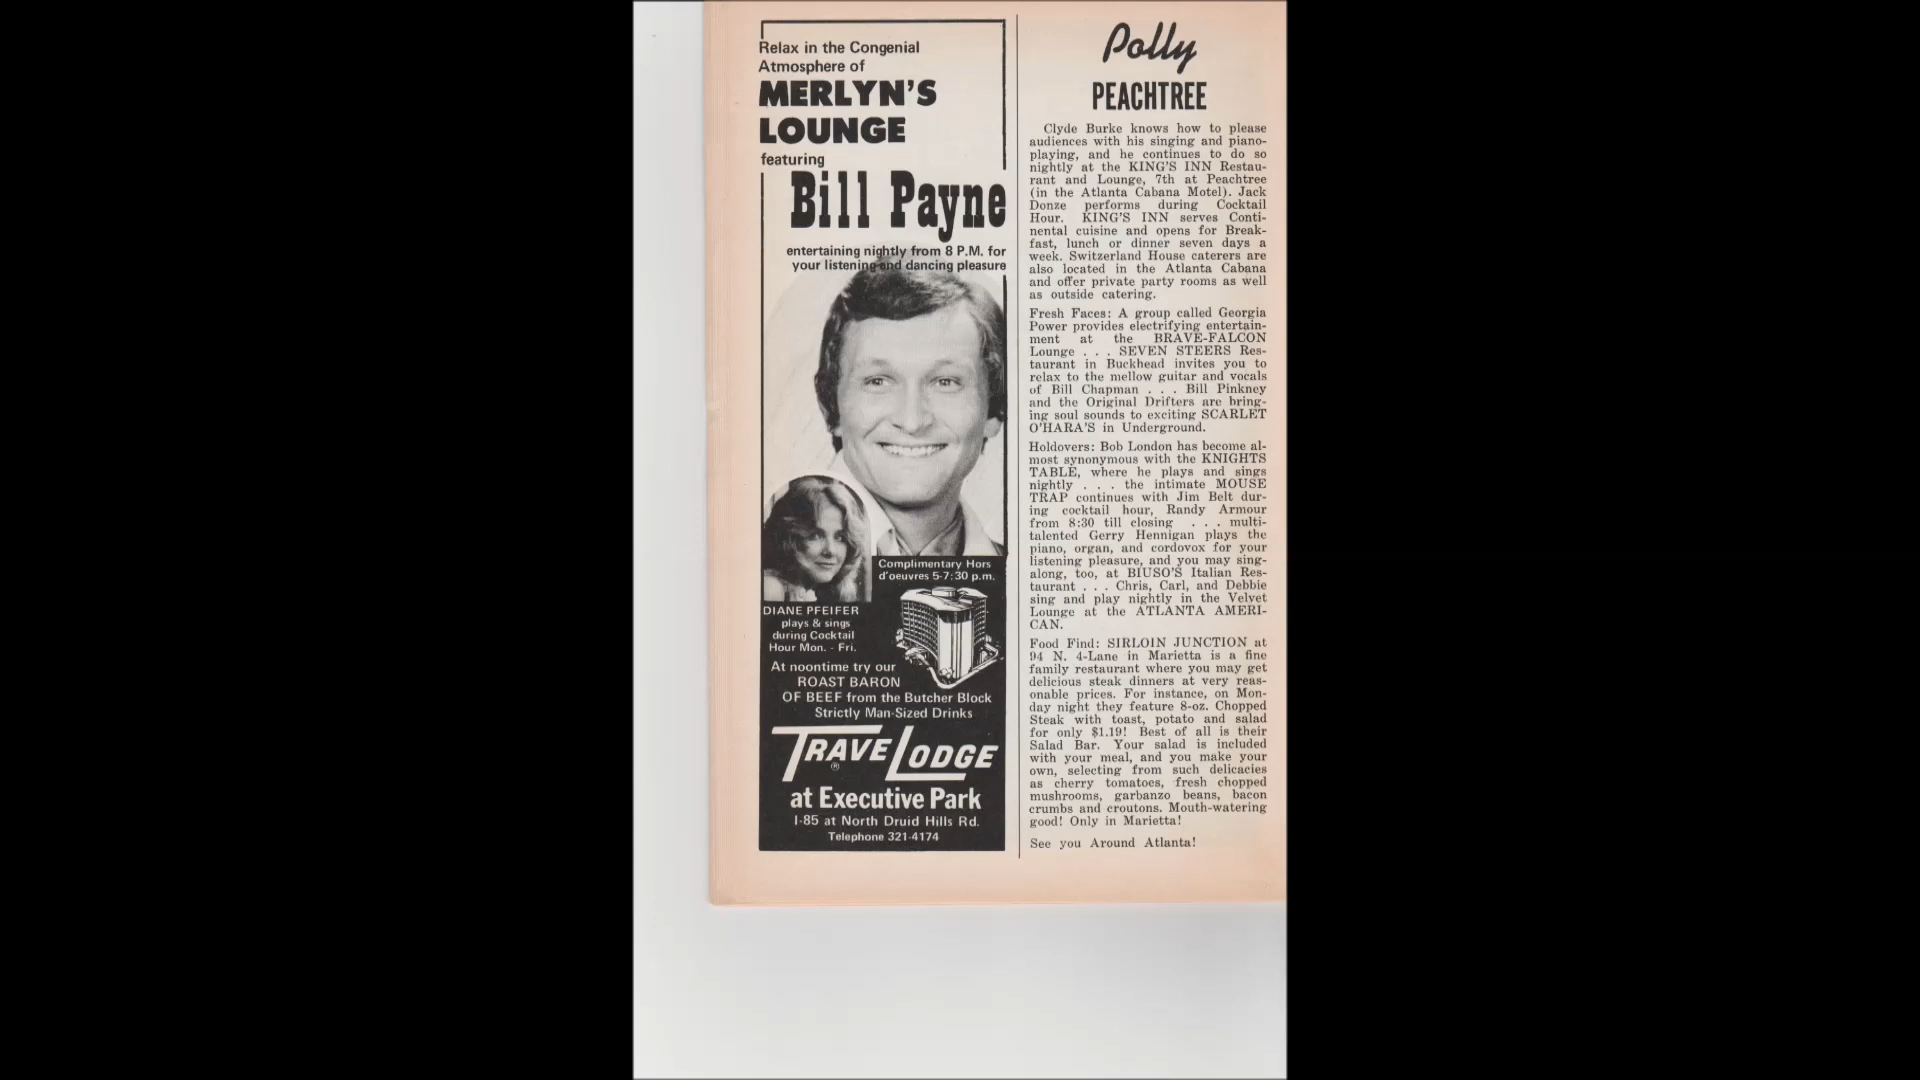 Relax in the Congenial
Atmosphere of
MERLYN'S
LOUNGE
featuring
Bill Payne
entertaining nightly from 8 P.M. for
your listening and dancing pleasure
Complimentary Hors
d'oeuvres 5-7:30 p.m.
DIANE PFEIFER
plays & sings
during Cocktail
Hour Mon. - Fri.
At noontime try our
ROAST BARON
OF BEEF from the Butcher Block
Strictly Man-Sized Drinks
TRAVELODGE
®
at Executive Park
I-85 at North Druid Hills Rd.
Telephone 321-4174
Polly
PEACHTREE
Clyde Burke knows how to please
audiences with his singing and piano-
playing, and he continues to do so
nightly at the KING'S INN Restau-
rant and Lounge, 7th at Peachtree
(in the Atlanta Cabana Motel). Jack
Donze performs during Cocktail
Hour. KING'S INN serves Conti-
nental cuisine and opens for Break-
fast, lunch or dinner seven days a
week. Switzerland House caterers are
also located in the Atlanta Cabana
and offer private party rooms as well
as outside catering.
Fresh Faces: A group called Georgia
Power provides electrifying entertain-
ment at the BRAVE-FALCON
Lounge . . . SEVEN STEERS Res-
taurant in Buckhead invites you to
relax to the mellow guitar and vocals
of Bill Chapman . . . Bill Pinkney
and the Original Drifters are bring-
ing soul sounds to exciting SCARLET
O'HARA'S in Underground.
Holdovers: Bob London has become al-
most synonymous with the KNIGHTS
TABLE, where he plays and sings
nightly . . . the intimate MOUSE
TRAP continues with Jim Belt dur-
ing cocktail hour, Randy Armour
from 8:30 till closing . . . multi-
talented Gerry Hennigan plays the
piano, organ, and cordovox for your
listening pleasure, and you may sing-
along, too, at BIUSO'S Italian Res-
taurant . . . Chris, Carl, and Debbie
sing and play nightly in the Velvet
Lounge at the ATLANTA AMERI-
CAN.
Food Find: SIRLOIN JUNCTION at
94 N. 4-Lane in Marietta is a fine
family restaurant where you may get
delicious steak dinners at very reas-
onable prices. For instance, on Mon-
day night they feature 8-oz. Chopped
Steak with toast, potato and salad
for only $1.19! Best of all is their
Salad Bar. Your salad is included
with your meal, and you make your
own, selecting from such delicacies
as cherry tomatoes, fresh chopped
mushrooms, garbanzo beans, bacon
crumbs and croutons. Mouth-watering
good! Only in Marietta!
See you Around Atlanta!